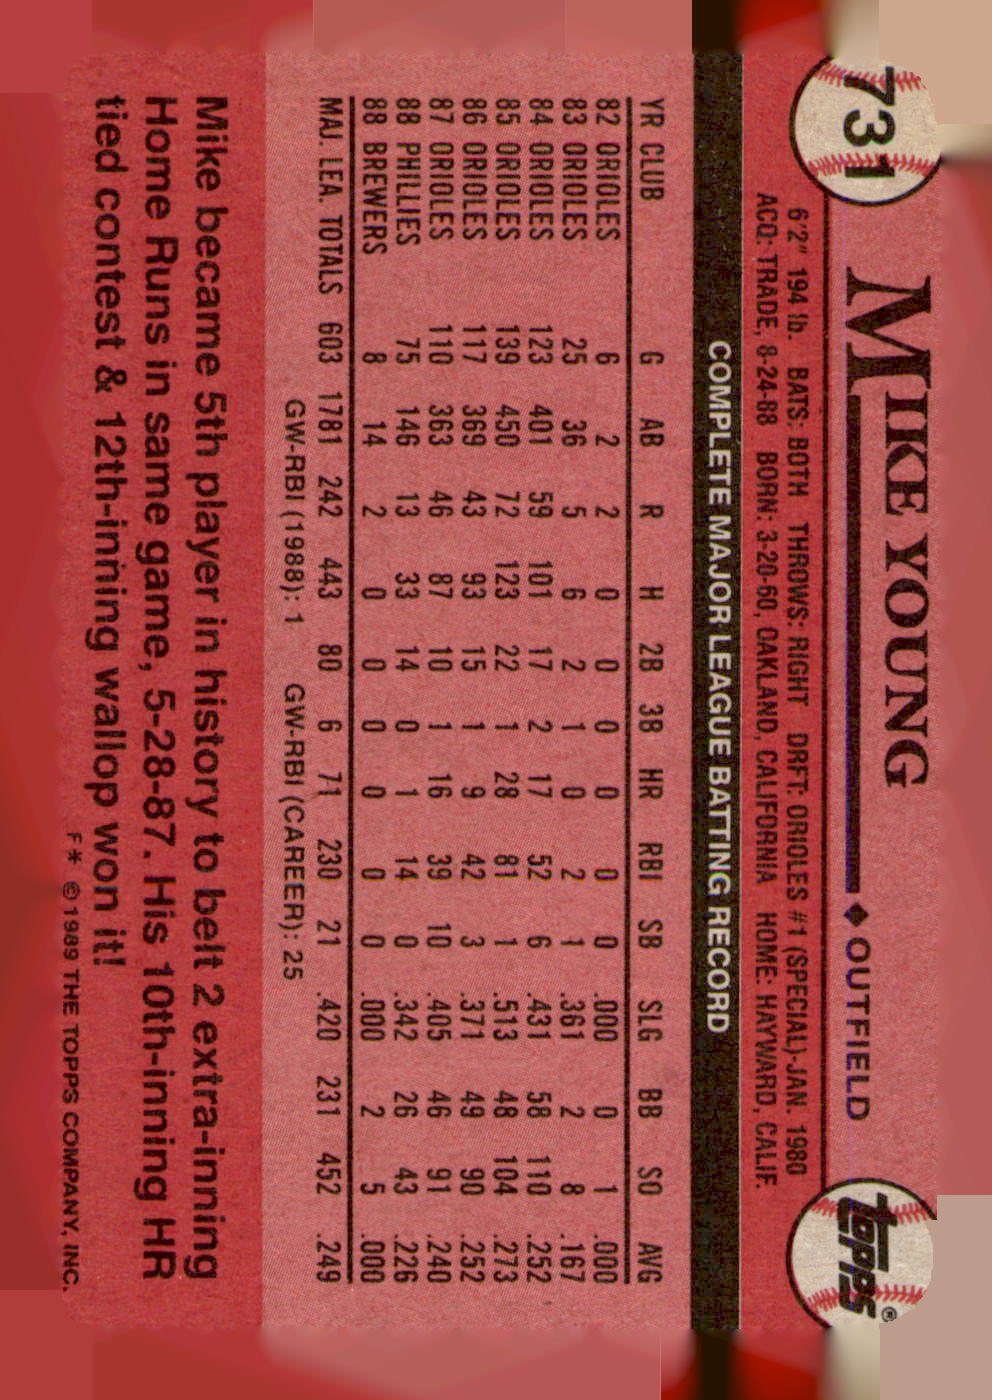 731
MIKE YOUNG ◆ OUTFIELD
topps®
6'2" 194 lb. BATS: BOTH THROWS: RIGHT DRFT: ORIOLES #1 (SPECIAL)-JAN. 1980
ACQ: TRADE, 8-24-88 BORN: 3-20-60, OAKLAND, CALIFORNIA HOME: HAYWARD, CALIF.
COMPLETE MAJOR LEAGUE BATTING RECORD
YR CLUB G AB R H 2B 3B HR RBI SB SLG BB SO AVG
82 ORIOLES 6 2 2 0 0 0 0 0 0 .000 0 1 .000
83 ORIOLES 25 36 5 6 2 1 0 2 1 .361 2 8 .167
84 ORIOLES 123 401 59 101 17 2 17 52 6 .431 58 110 .252
85 ORIOLES 139 450 72 123 22 1 28 81 1 .513 48 104 .273
86 ORIOLES 117 369 43 93 15 1 9 42 3 .371 49 90 .252
87 ORIOLES 110 363 46 87 10 1 16 39 10 .405 46 91 .240
88 PHILLIES 75 146 13 33 14 0 1 14 0 .342 26 43 .226
88 BREWERS 8 14 2 0 0 0 0 0 0 .000 2 5 .000
MAJ. LEA. TOTALS 603 1781 242 443 80 6 71 230 21 .420 231 452 .249
GW-RBI (1988): 1 GW-RBI (CAREER): 25
Mike became 5th player in history to belt 2 extra-inning
Home Runs in same game, 5-28-87. His 10th-inning HR
tied contest & 12th-inning wallop won it!
F* © 1989 THE TOPPS COMPANY, INC.